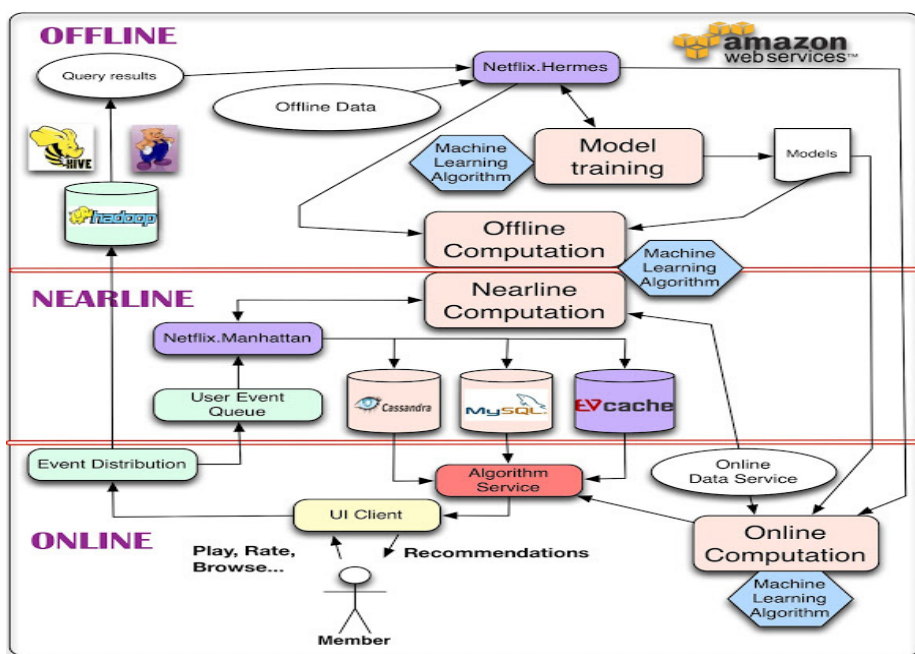 OFFLINE
amazon
web services™
Query results
Netflix.Hermes
Offline Data
HIVE
Machine
Learning
Algorithm
Model
training
Models
hadoop
Offline
Computation
Machine
Learning
Algorithm
NEARLINE
Nearline
Computation
Netflix.Manhattan
User Event
Queue
Cassandra
MySQL®
EVcache
Event Distribution
Algorithm
Service
Online
Data Service
UI Client
Online
Computation
ONLINE
Play, Rate,
Browse...
Recommendations
Machine
Learning
Algorithm
Member